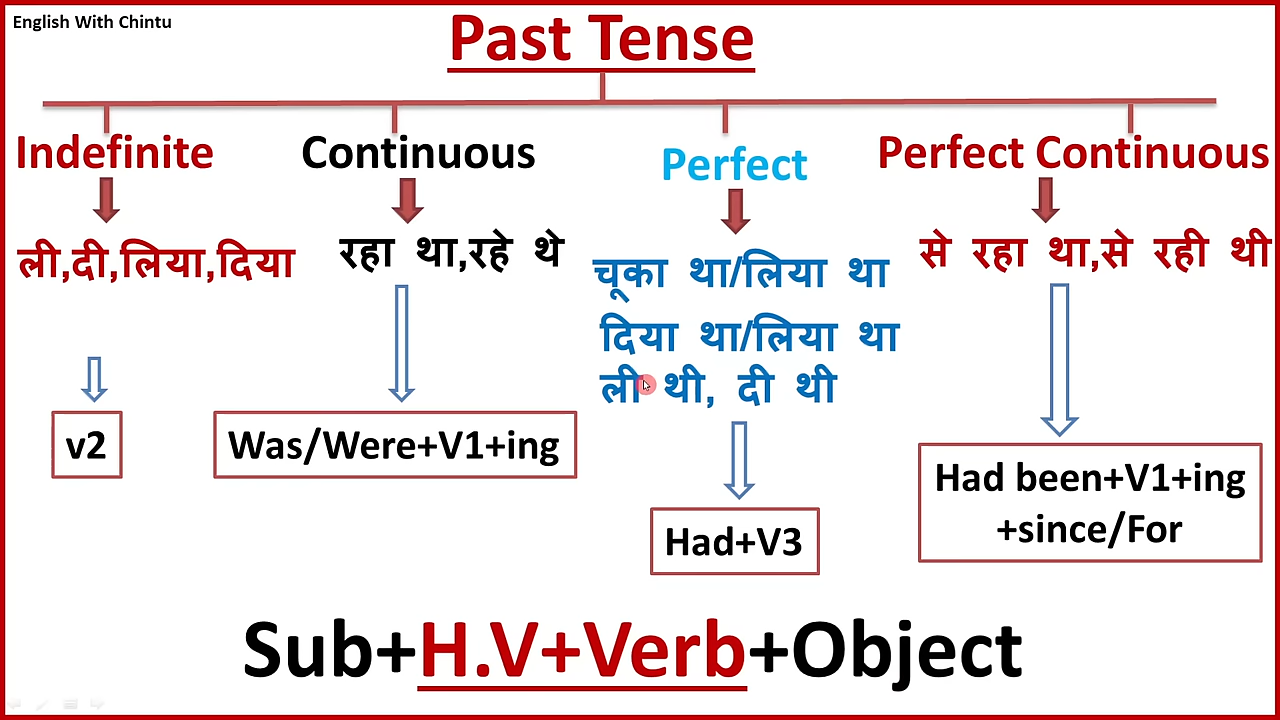 English With Chintu
Past Tense
Indefinite
Continuous
Perfect
Perfect Continuous
ली,दी,लिया,दिया
रहा था,रहे थे
चूका था/लिया था
दिया था/लिया था
ली थी, दी थी
से रहा था,से रही थी
v2
Was/Were+V1+ing
Had+V3
Had been+V1+ing
+since/For
Sub+H.V+Verb+Object